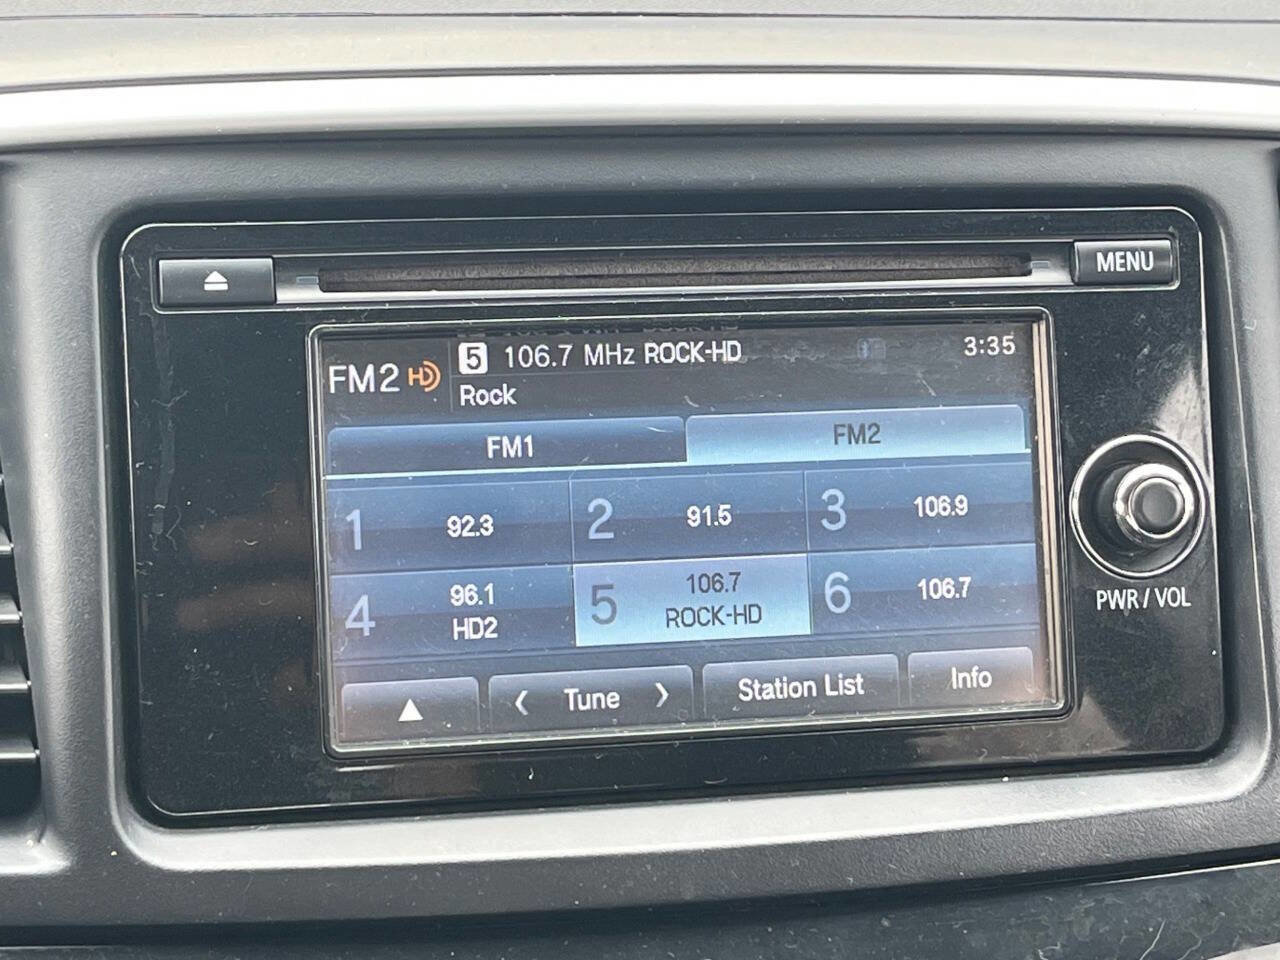 MENU
FM2 HD
5 106.7 MHz ROCK-HD
3:35
Rock
FM1
FM2
1 92.3
2 91.5
3 106.9
4 96.1 HD2
5 106.7 ROCK-HD
6 106.7
Tune
Station List
Info
PWR / VOL